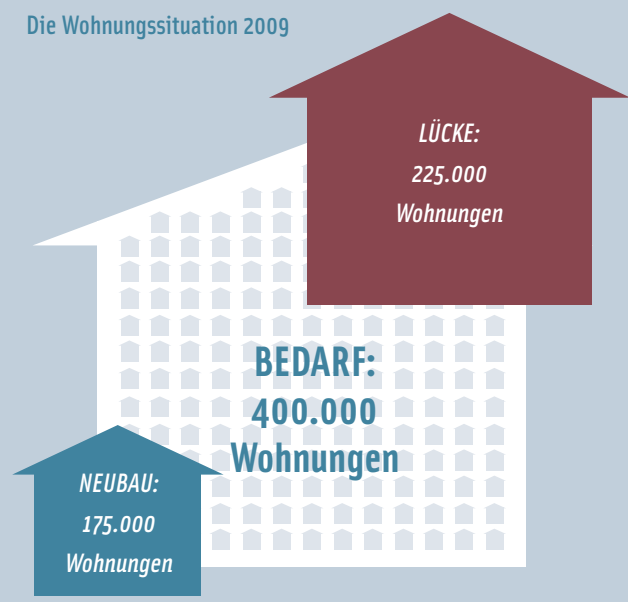 Die Wohnungssituation 2009
LÜCKE:
225.000
Wohnungen
BEDARF:
400.000
Wohnungen
NEUBAU:
175.000
Wohnungen